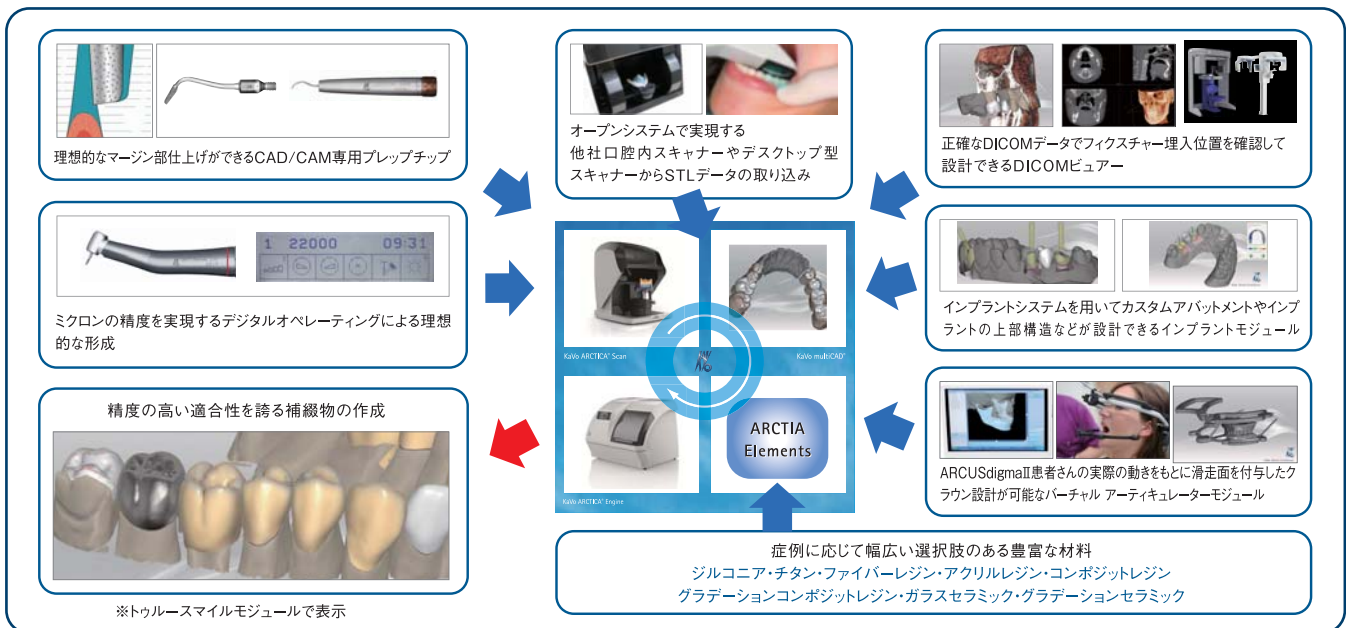 理想的なマージン部仕上げができるCAD/CAM専用プレップチップ
オープンシステムで実現する
他社口腔内スキャナーやデスクトップ型
スキャナーからSTLデータの取り込み
正確なDICOMデータでフィクスチャー埋入位置を確認して
設計できるDICOMビュアー
1 22000 09:31
ミクロンの精度を実現するデジタルオペレーティングによる理想
的な形成
KaVo ARCTICA® Scan
KaVo multiCAD®
インプラントシステムを用いてカスタムアバットメントやインプ
ラントの上部構造などが設計できるインプラントモジュール
精度の高い適合性を誇る補綴物の作成
※トゥルースマイルモジュールで表示
ARCTIA
Elements
KaVo ARCTICA® Engine
ARCUSdigmaⅡ患者さんの実際の動きをもとに滑走面を付与したク
ラウン設計が可能なバーチャル アーティキュレーターモジュール
症例に応じて幅広い選択肢のある豊富な材料
ジルコニア・チタン・ファイバーレジン・アクリルレジン・コンポジットレジン
グラデーションコンポジットレジン・ガラスセラミック・グラデーションセラミック